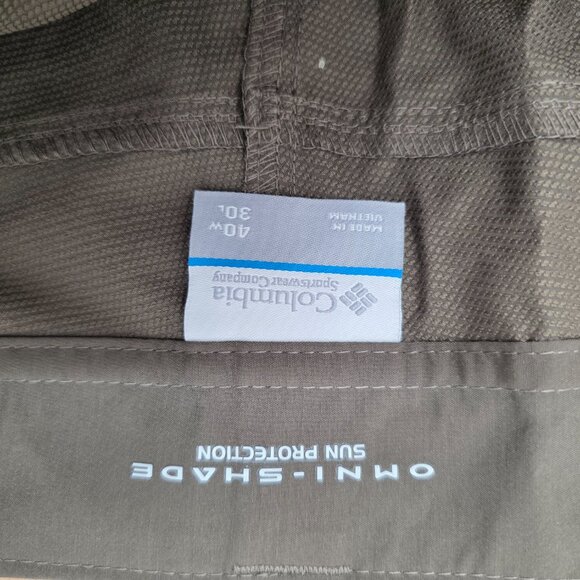 OMNI-SHADE
SUN PROTECTION
Columbia
Sportswear Company
40W
30L
MADE IN
VIETNAM